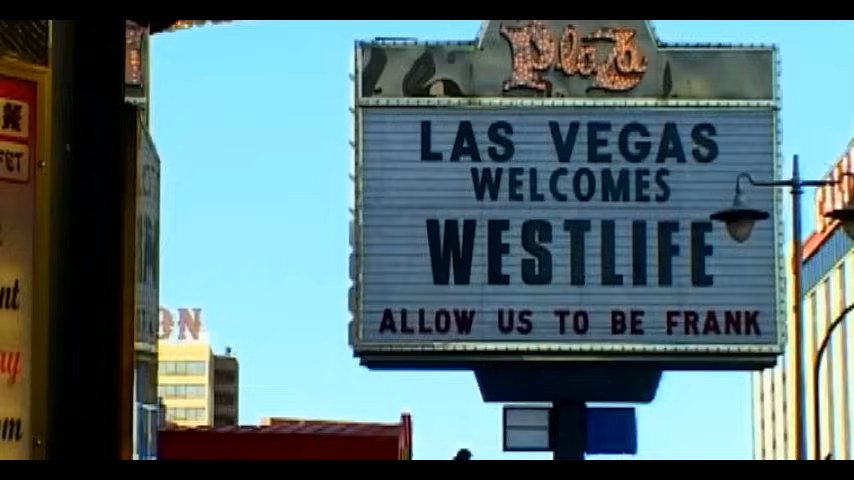 Plaza
LAS VEGAS
WELCOMES
WESTLIFE
ALLOW US TO BE FRANK